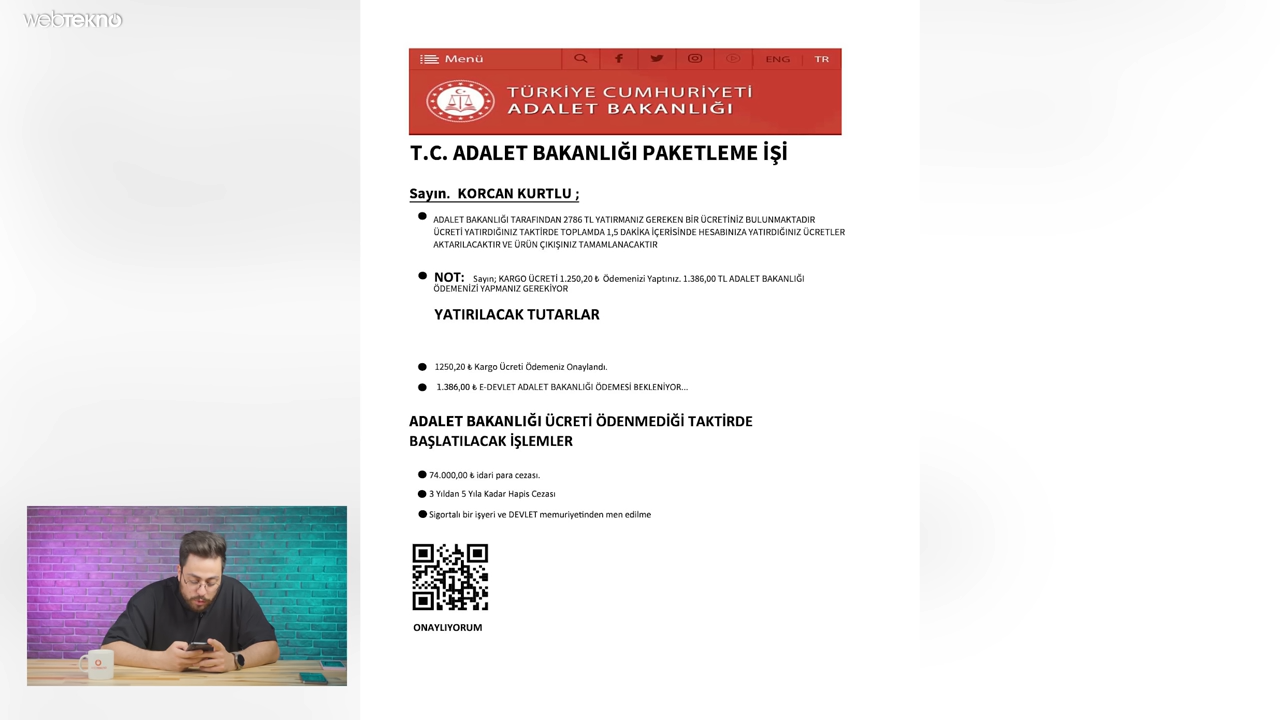 webtekno
Menü
ENG
TR
TÜRKİYE CUMHURİYETİ
ADALET BAKANLIĞI
T.C. ADALET BAKANLIĞI PAKETLEME İŞİ
Sayın. KORCAN KURTLU ;
ADALET BAKANLIĞI TARAFINDAN 2786 TL YATIRMANIZ GEREKEN BİR ÜCRETİNİZ BULUNMAKTADIR
ÜCRETİ YATIRDIĞINIZ TAKTİRDE TOPLAMDA 1,5 DAKİKA İÇERİSİNDE HESABINIZA YATIRDIĞINIZ ÜCRETLER
AKTARILACAKTIR VE ÜRÜN ÇIKIŞINIZ TAMAMLANACAKTIR
NOT: Sayın; KARGO ÜCRETİ 1.250,20 ₺ Ödemenizi Yaptınız. 1.386,00 TL ADALET BAKANLIĞI
ÖDEMENİZİ YAPMANIZ GEREKİYOR
YATIRILACAK TUTARLAR
1250,20 ₺ Kargo Ücreti Ödemeniz Onaylandı.
1.386,00 ₺ E-DEVLET ADALET BAKANLIĞI ÖDEMESİ BEKLENİYOR...
ADALET BAKANLIĞI ÜCRETİ ÖDENMEDİĞİ TAKTİRDE
BAŞLATILACAK İŞLEMLER
74.000,00 ₺ idari para cezası.
3 Yıldan 5 Yıla Kadar Hapis Cezası
Sigortalı bir işyeri ve DEVLET memuriyetinden men edilme
ONAYLIYORUM